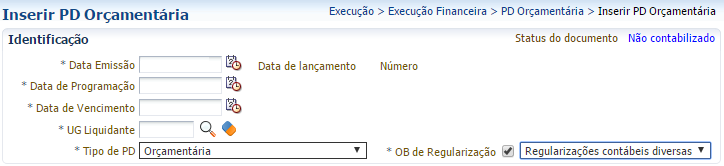 Inserir PD Orçamentária
Execução > Execução Financeira > PD Orçamentária > Inserir PD Orçamentária
Identificação
Status do documento Não contabilizado
* Data Emissão Data de lançamento Número
* Data de Programação
* Data de Vencimento
* UG Liquidante
* Tipo de PD Orçamentária * OB de Regularização Regularizações contábeis diversas